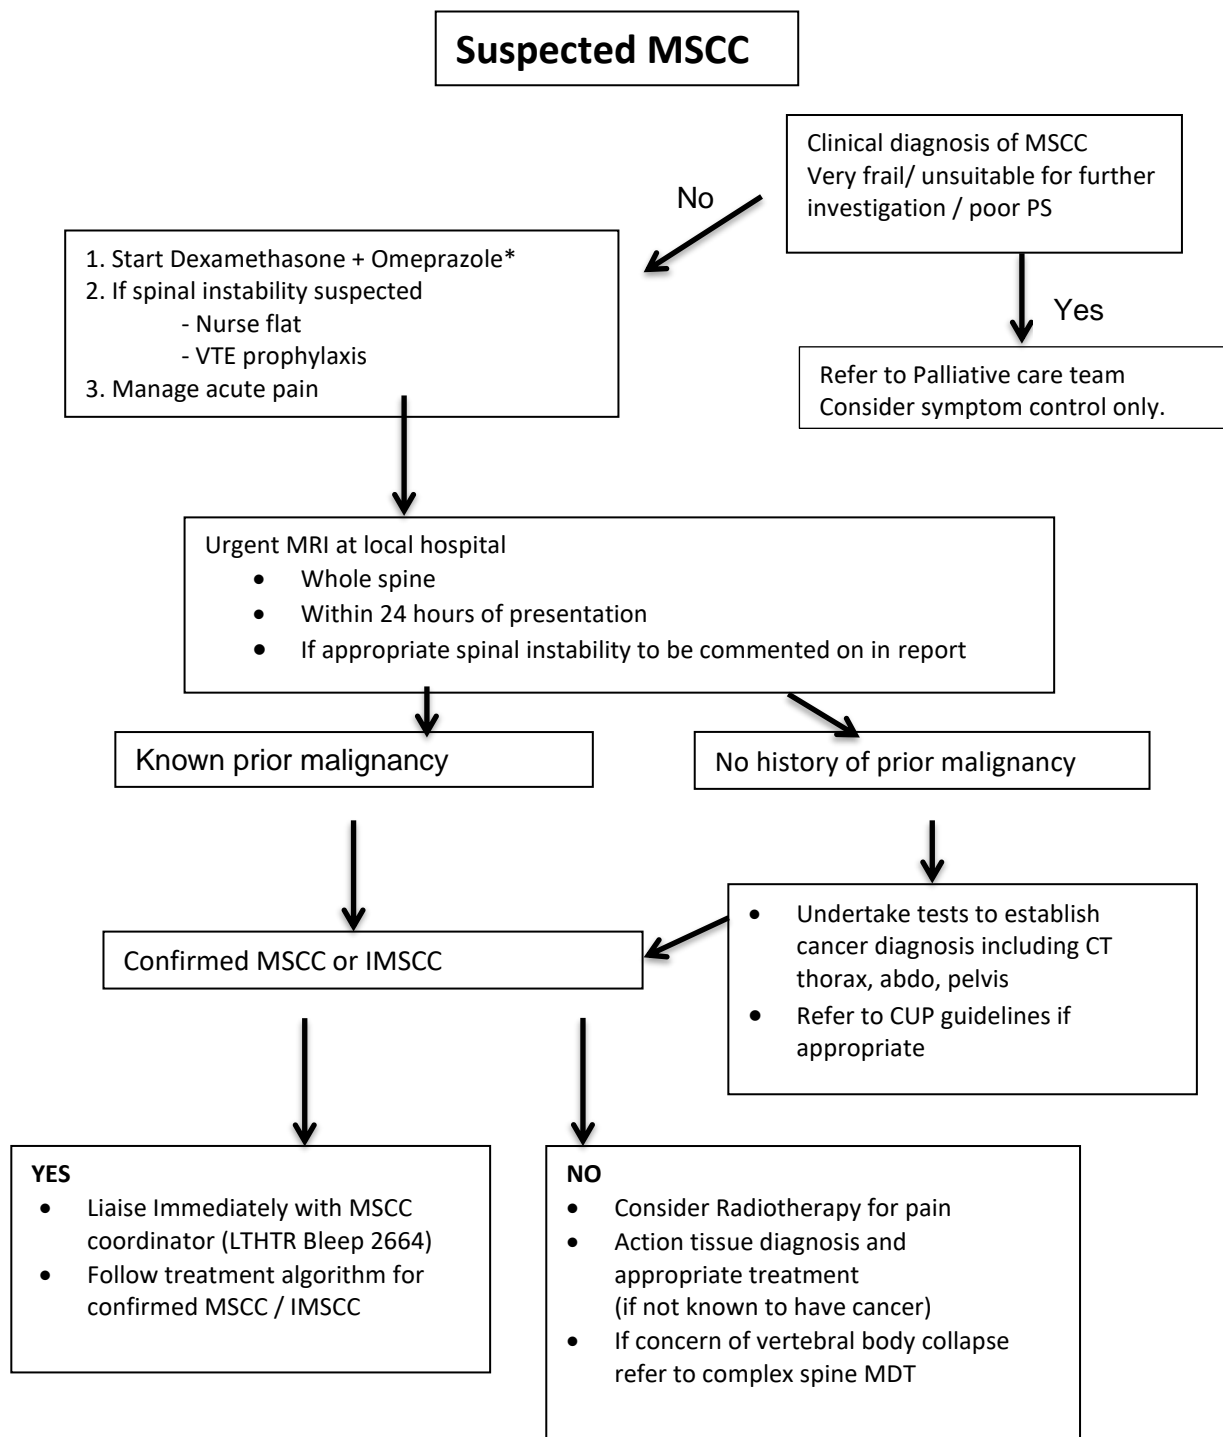 Suspected MSCC
Clinical diagnosis of MSCC
Very frail/ unsuitable for further
investigation / poor PS
No
Yes
1. Start Dexamethasone + Omeprazole*
2. If spinal instability suspected
- Nurse flat
- VTE prophylaxis
3. Manage acute pain
Refer to Palliative care team
Consider symptom control only.
Urgent MRI at local hospital
• Whole spine
• Within 24 hours of presentation
• If appropriate spinal instability to be commented on in report
Known prior malignancy
No history of prior malignancy
• Undertake tests to establish
cancer diagnosis including CT
thorax, abdo, pelvis
• Refer to CUP guidelines if
appropriate
Confirmed MSCC or IMSCC
YES
• Liaise Immediately with MSCC
coordinator (LTHTR Bleep 2664)
• Follow treatment algorithm for
confirmed MSCC / IMSCC
NO
• Consider Radiotherapy for pain
• Action tissue diagnosis and
appropriate treatment
(if not known to have cancer)
• If concern of vertebral body collapse
refer to complex spine MDT